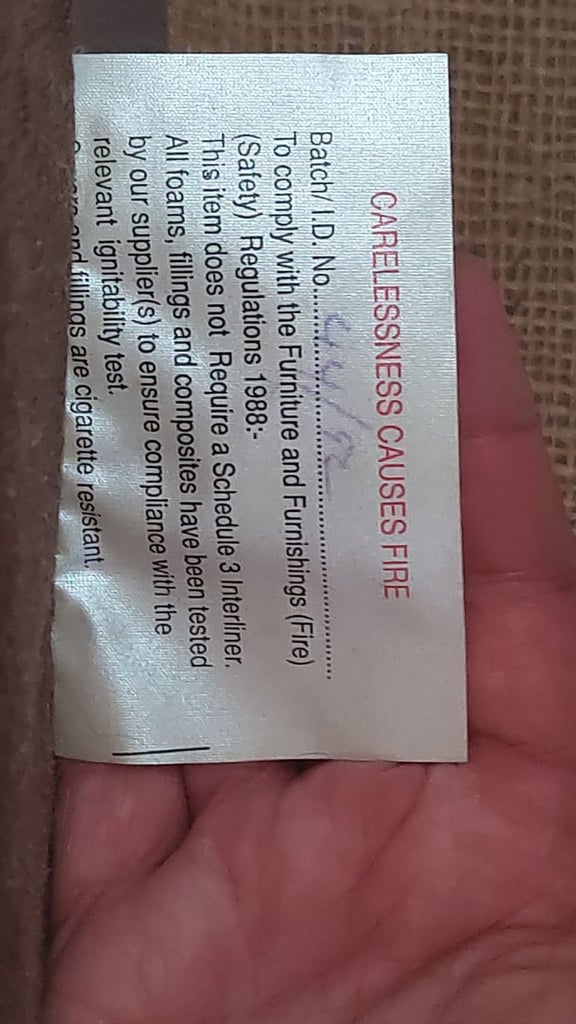 CARELESSNESS CAUSES FIRE
Batch/ I.D. No.......................................
To comply with the Furniture and Furnishings (Fire)
(Safety) Regulations 1988:-
This item does not Require a Schedule 3 Interliner.
All foams, fillings and composites have been tested
by our supplier(s) to ensure compliance with the
relevant ignitability test.
and fillings are cigarette resistant.